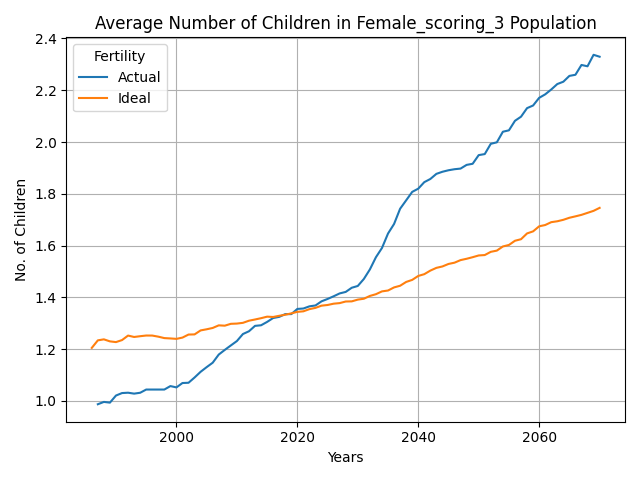 Average Number of Children in Female_scoring_3 Population
Fertility
Actual
Ideal
No. of Children
2.4
2.2
2.0
1.8
1.6
1.4
1.2
1.0
2000 2020 2040 2060
Years